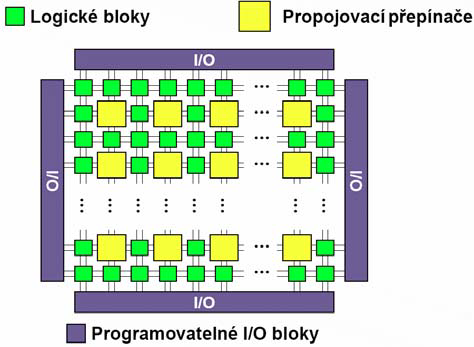 Logické bloky
Propojovací přepínače
I/O
I/O
I/O
I/O
Programovatelné I/O bloky